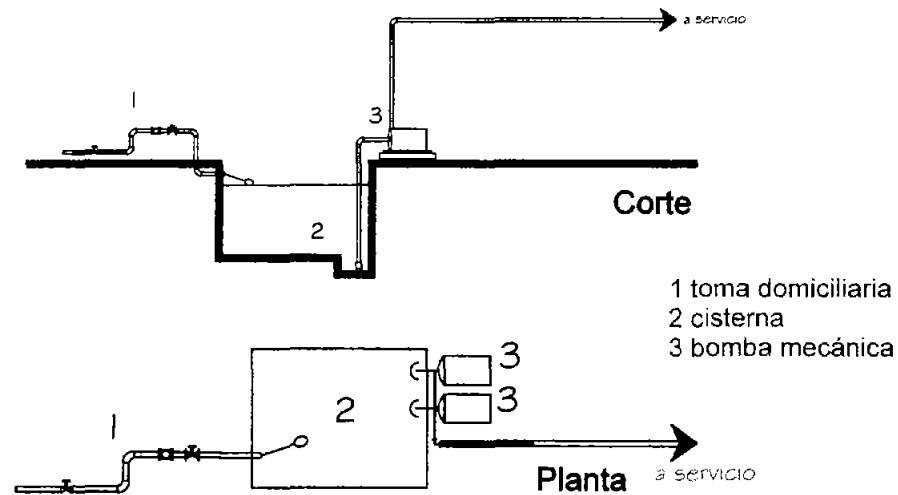 a servicio
1
3
2
Corte
1 toma domiciliaria
2 cisterna
3 bomba mecánica
3
2
3
1
Planta
a servicio